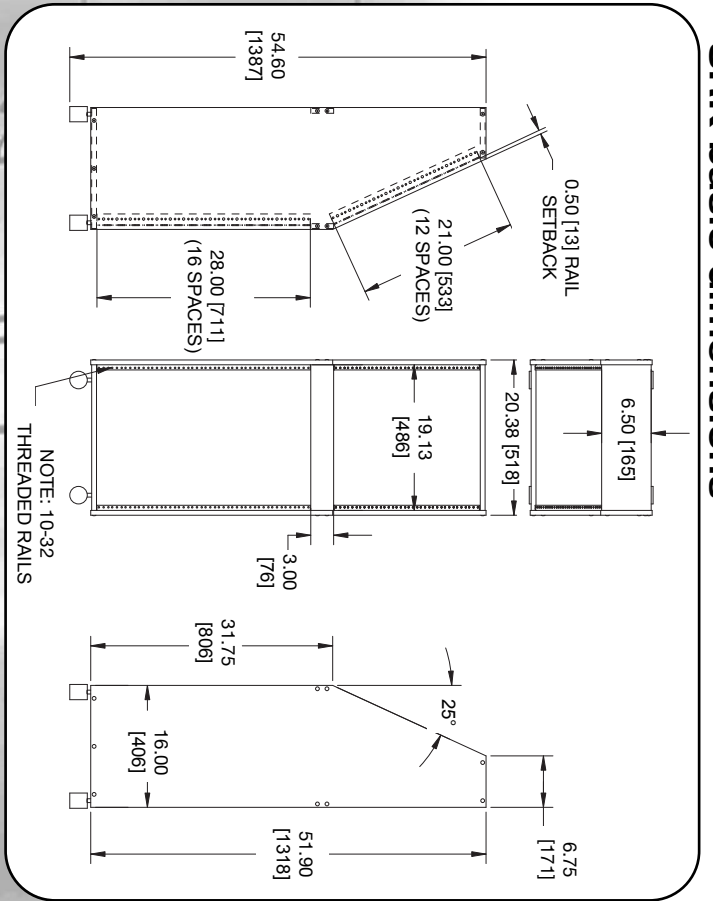 basic dimensions
54.60
[1387]
0.50 [13] RAIL
SETBACK
21.00 [533]
(12 SPACES)
28.00 [711]
(16 SPACES)
6.50 [165]
20.38 [518]
19.13
[486]
3.00
[76]
NOTE: 10-32
THREADED RAILS
31.75
[806]
25°
16.00
[406]
6.75
[171]
51.90
[1318]